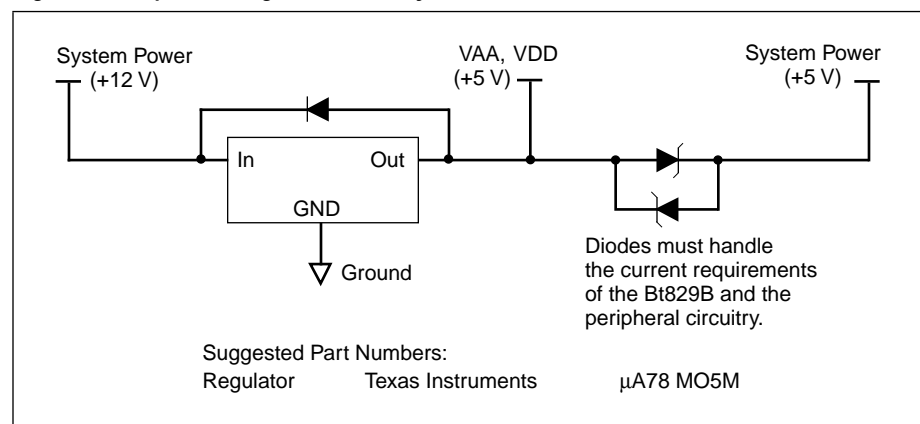 System Power
(+12 V)
VAA, VDD
(+5 V)
System Power
(+5 V)
In
Out
GND
Ground
Diodes must handle
the current requirements
of the Bt829B and the
peripheral circuitry.
Suggested Part Numbers:
Regulator Texas Instruments µA78 MO5M